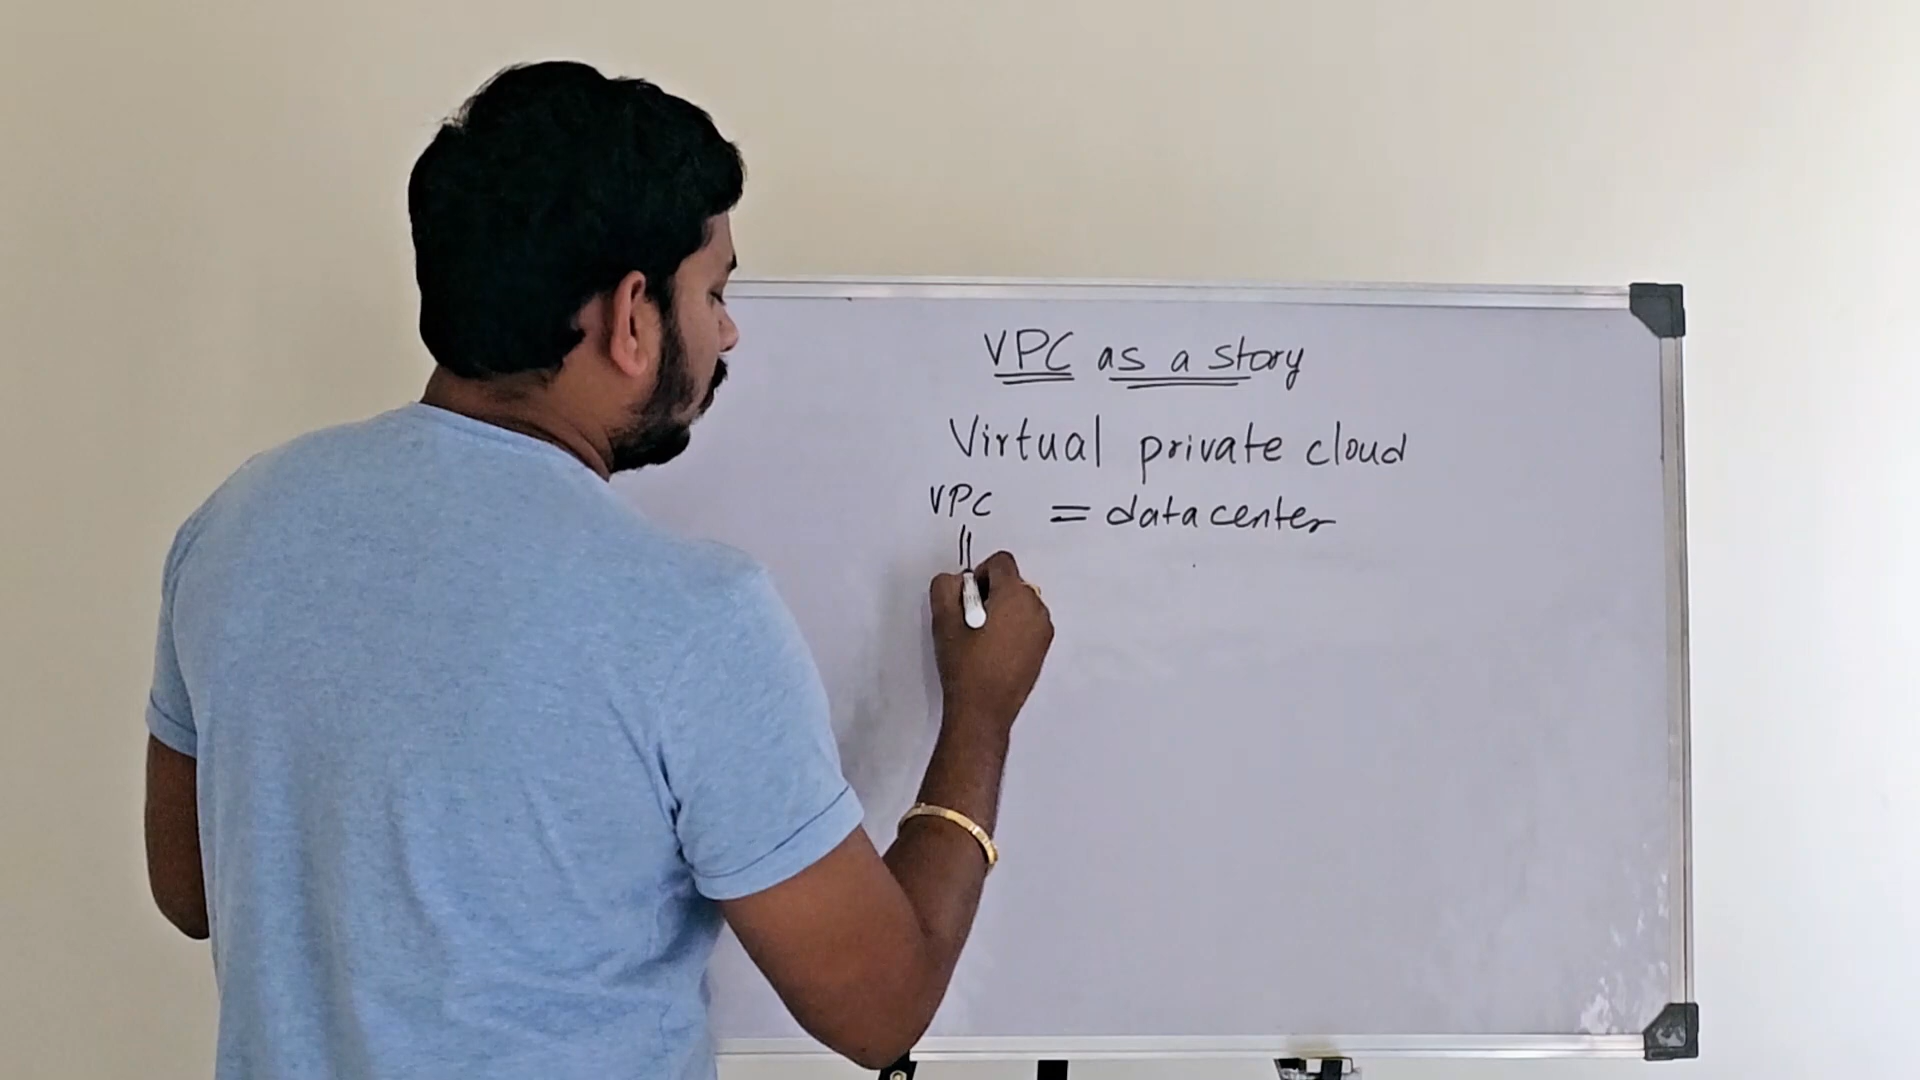 VPC as a story
Virtual private cloud
VPC = datacenter
||